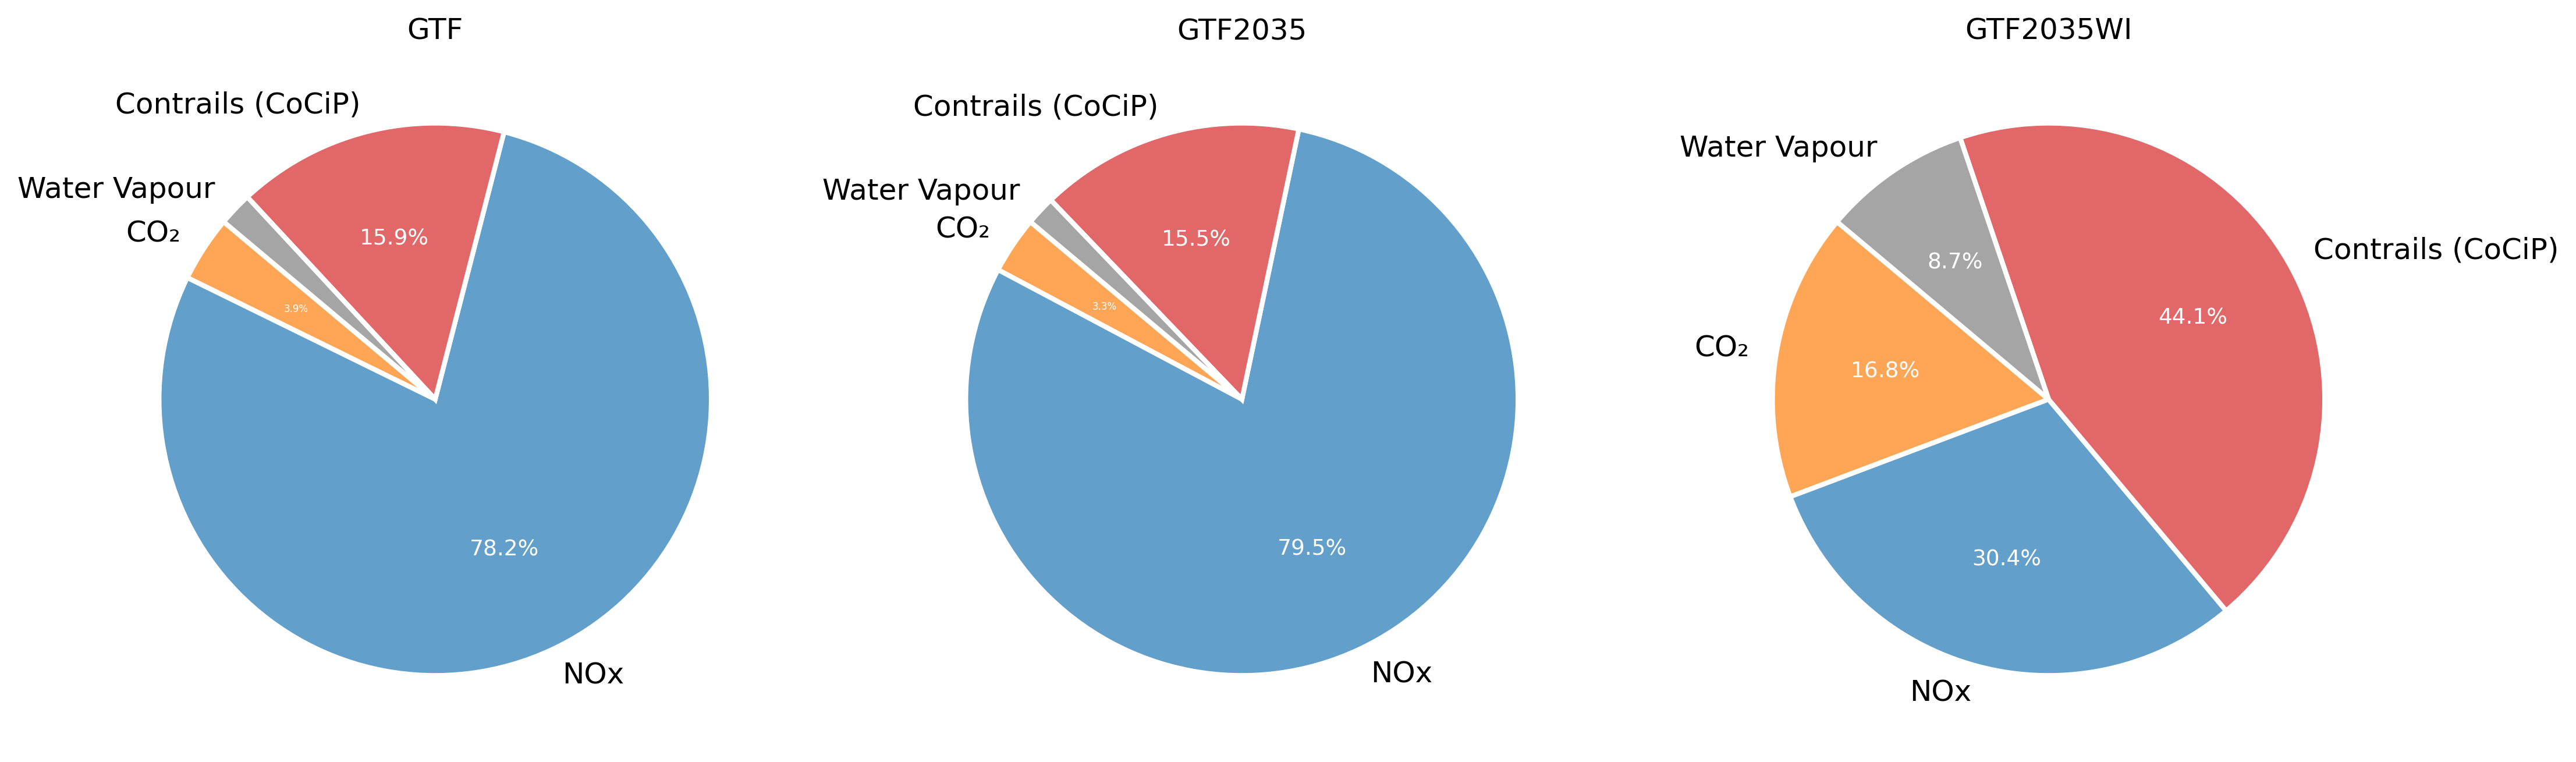 GTF
Contrails (CoCiP)
Water Vapour
CO₂
15.9%
3.9%
78.2%
NOx
GTF2035
Contrails (CoCiP)
Water Vapour
CO₂
15.5%
3.3%
79.5%
NOx
GTF2035WI
Water Vapour
Contrails (CoCiP)
8.7%
44.1%
CO₂
16.8%
30.4%
NOx